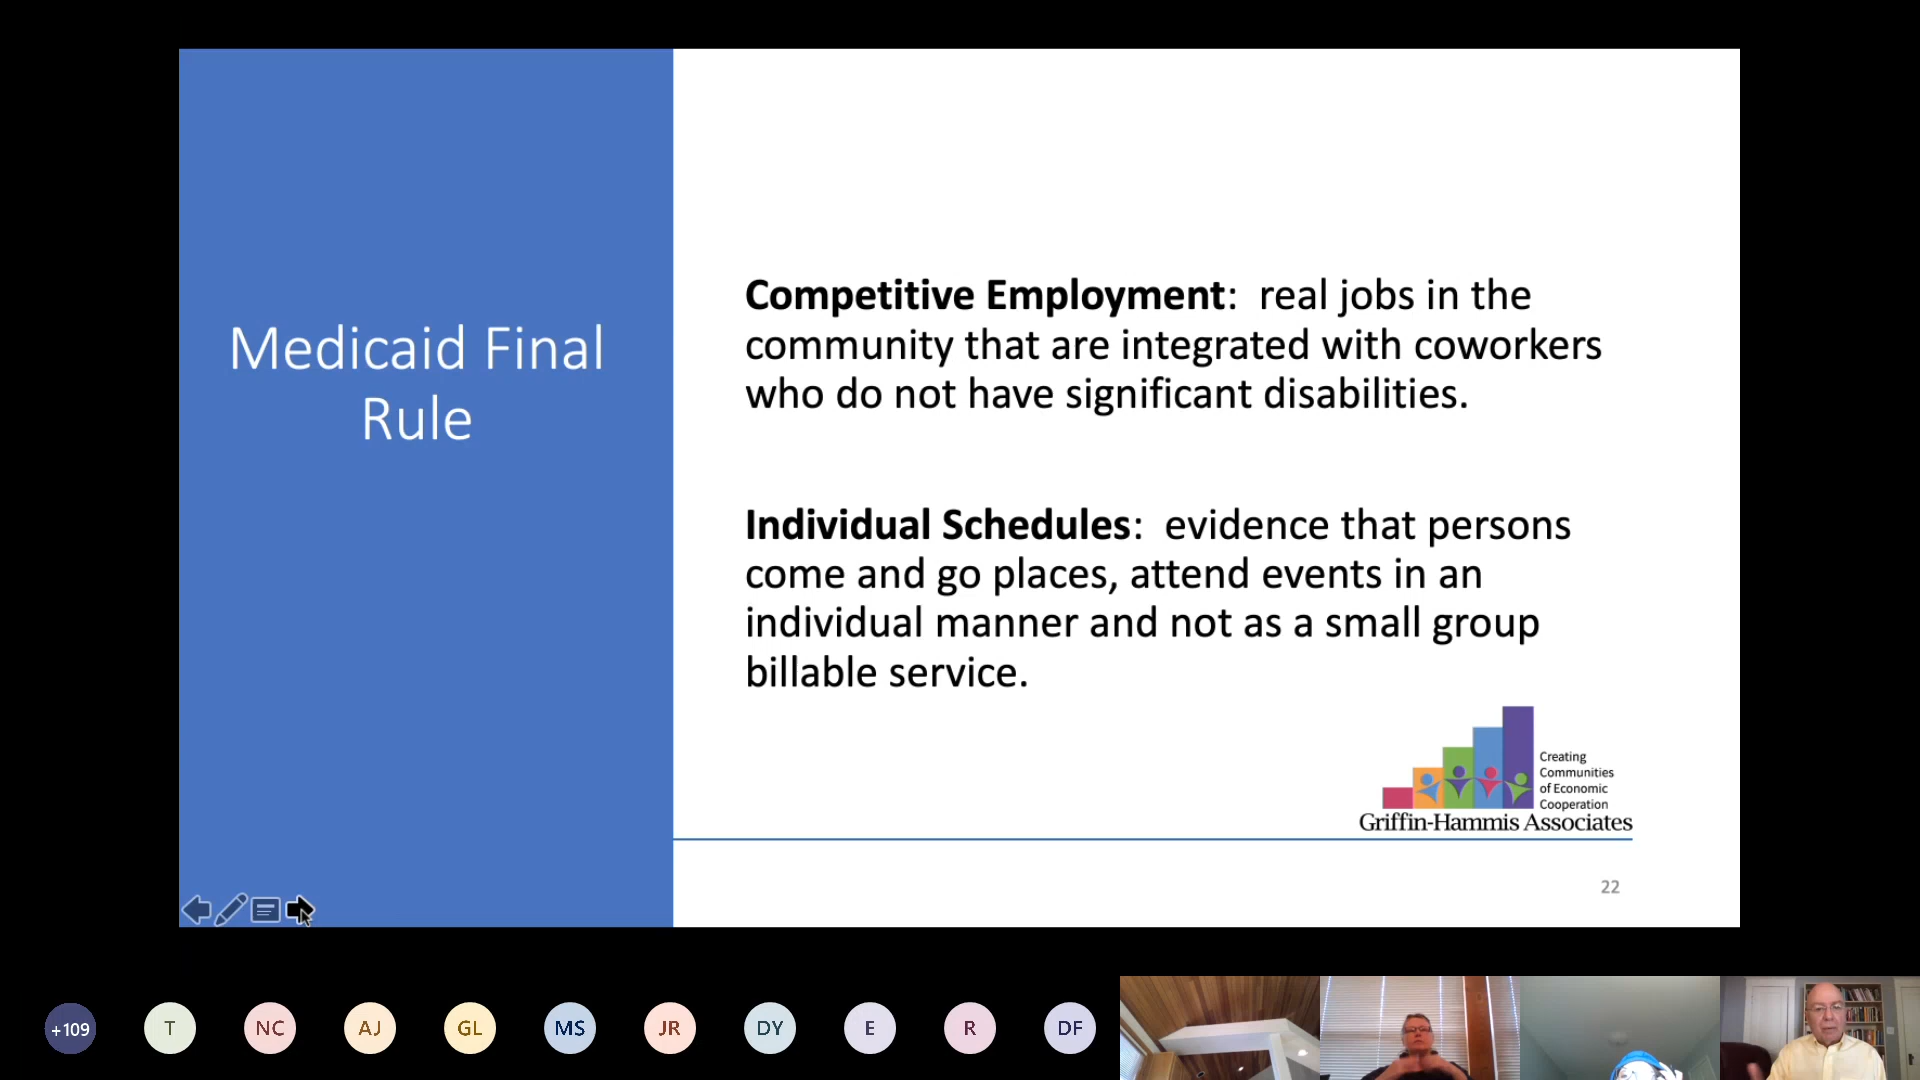 Medicaid Final
Rule
Competitive Employment:  real jobs in the
community that are integrated with coworkers
who do not have significant disabilities.
Individual Schedules:  evidence that persons
come and go places, attend events in an
individual manner and not as a small group
billable service.
Creating
Communities
of Economic
Cooperation
Griffin-Hammis Associates
22
+109
T
NC
AJ
GL
MS
JR
DY
E
R
DF